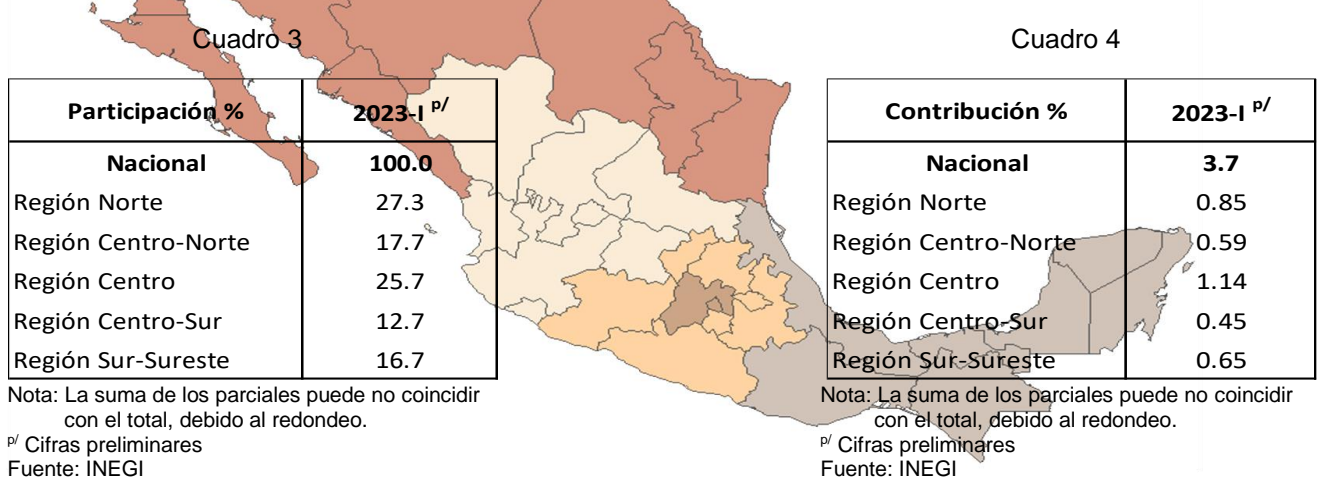 Cuadro 3
Participación % 2023-I p/
Nacional 100.0
Región Norte 27.3
Región Centro-Norte 17.7
Región Centro 25.7
Región Centro-Sur 12.7
Región Sur-Sureste 16.7
Nota: La suma de los parciales puede no coincidir
con el total, debido al redondeo.
p/ Cifras preliminares
Fuente: INEGI
Cuadro 4
Contribución % 2023-I p/
Nacional 3.7
Región Norte 0.85
Región Centro-Norte 0.59
Región Centro 1.14
Región Centro-Sur 0.45
Región Sur-Sureste 0.65
Nota: La suma de los parciales puede no coincidir
con el total, debido al redondeo.
p/ Cifras preliminares
Fuente: INEGI